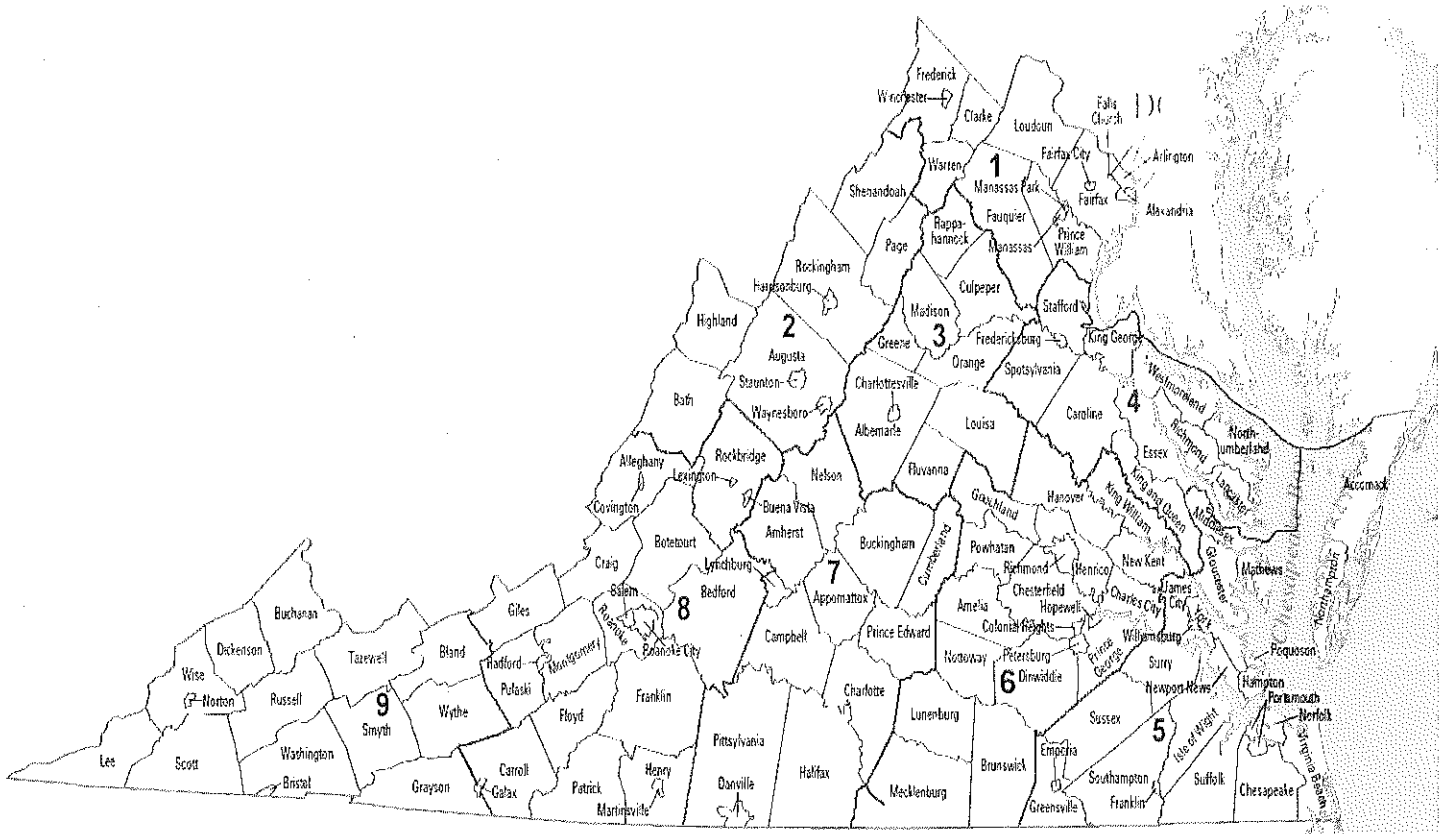 Frederick
Winchester
Clarke
Loudoun
Falls
Church
Fairfax City
Arlington
Warren
1
Shenandoah
Manassas Park
Fairfax
Alexandria
Fauquier
Rappa-
hannock
Page
Manassas
Prince
William
Rockingham
Harrisonburg
Culpeper
Stafford
Highland
Madison
2
3
Greene
Fredericksburg
King George
Augusta
Orange
Spotsylvania
Staunton
Charlottesville
Westmoreland
Bath
4
Waynesboro
Caroline
Albemarle
Louisa
Richmond
North-
umberland
Rockbridge
Essex
Alleghany
Lexington
Nelson
Fluvanna
Lancaster
Accomack
Covington
Buena Vista
Goochland
Hanover
King William
King and Queen
Middlesex
Amherst
Buckingham
Cumberland
Botetourt
Powhatan
New Kent
Craig
Lynchburg
Richmond
Henrico
Gloucester
Mathews
Northampton
7
Bedford
Chesterfield
James
City
Charles City
Buchanan
Giles
Salem
8
Appomattox
Amelia
Hopewell
York
Roanoke
Colonial Heights
Dickenson
Campbell
Prince Edward
Williamsburg
Tazewell
Bland
Radford
Montgomery
Roanoke City
Nottoway
Petersburg
Prince
George
Poquoson
Wise
Surry
6
Dinwiddie
Hampton
Norton
Russell
9
Pulaski
Franklin
Charlotte
Newport News
Portsmouth
Wythe
Floyd
Lunenburg
Norfolk
Smyth
Sussex
5
Isle of Wight
Pittsylvania
Virginia Beach
Washington
Emporia
Lee
Scott
Carroll
Henry
Halifax
Brunswick
Southampton
Suffolk
Bristol
Grayson
Galax
Patrick
Danville
Mecklenburg
Chesapeake
Martinsville
Greensville
Franklin